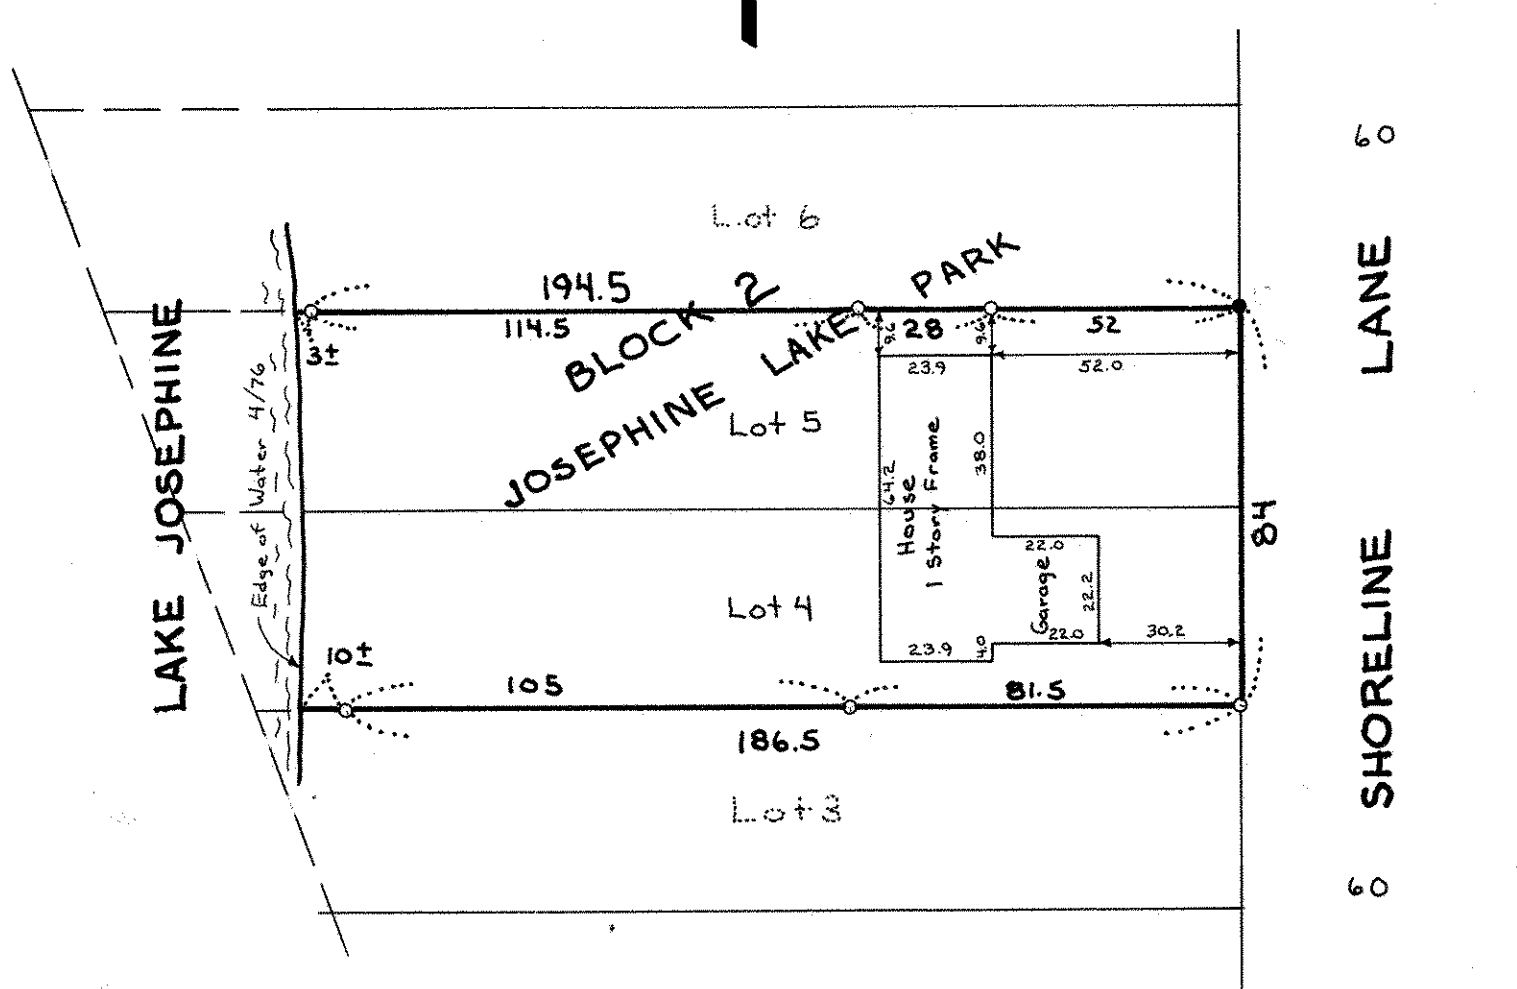 60
Lot 6
194.5
BLOCK 2
PARK
114.5
LAKE
28
52
9.6
9.6
3±
23.9
52.0
JOSEPHINE
Lot 5
LAKE JOSEPHINE
Edge of Water 4/76
64.2
House
1 Story Frame
38.0
84
SHORELINE LANE
22.0
Garage
22.2
22.0
Lot 4
30.2
23.9
4.0
10±
105
81.5
186.5
Lot 3
60